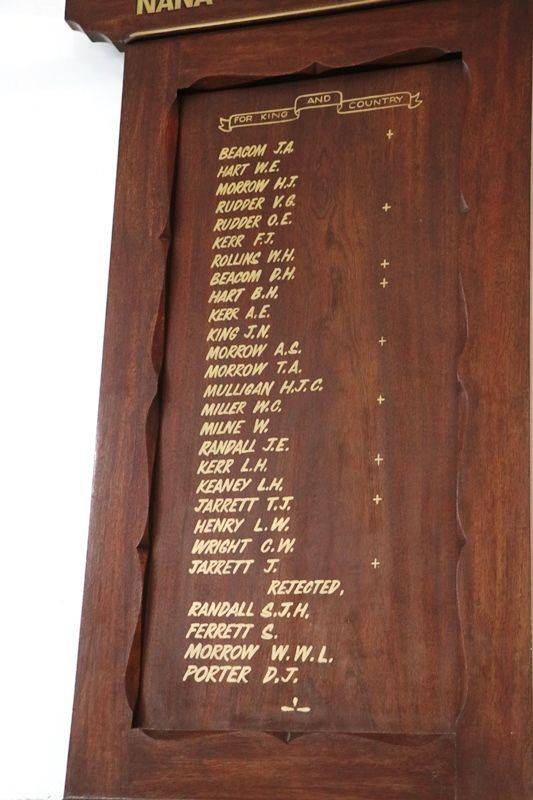 NANA
FOR KING AND COUNTRY
BEACOM J.A. +
HART W.E.
MORROW H.J.
RUDDER V.G. +
RUDDER O.E.
KERR F.J.
ROLLINS W.H. +
BEACOM D.H. +
HART B.H.
KERR A.E.
KING J.N.
MORROW A.S. +
MORROW T.A.
MULLIGAN H.J.C.
MILLER W.C. +
MILNE W.
RANDALL J.E.
KERR L.H. +
KEANEY L.H.
JARRETT T.J. +
HENRY L.W.
WRIGHT C.W.
JARRETT J. +
REJECTED,
RANDALL S.J.H.
FERRETT S.
MORROW W.W.L.
PORTER D.J.